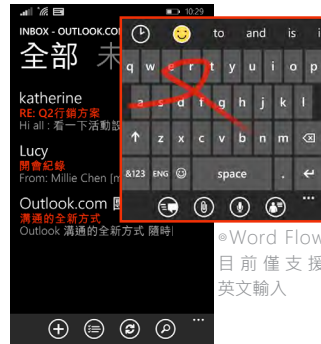 10:29
INBOX - OUTLOOK.CO
全部 未
katherine
RE: Q2行銷方案
Hi all : 看一下活動設
Lucy
開會紀錄
From: Millie Chen [m
Outlook.com
溝通的全新方式
Outlook 溝通的全新方式 隨時
to and is i
q w e r t y u i o p
a s d f g h j k l
z x c v b n m
&123 ENG space . 
Word Flow
目前僅支援
英文輸入